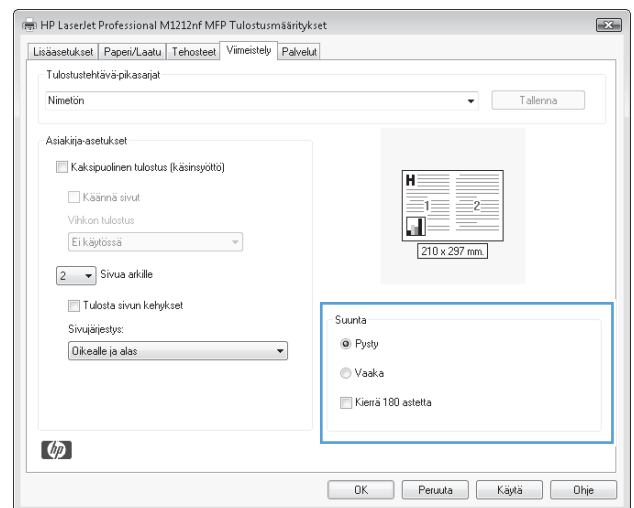 HP LaserJet Professional M1212nf MFP Tulostusmääritykset
Lisäasetukset Paperi/Laatu Tehosteet Viimeistely Palvelut
Tulostustehtävä-pikasarjat
Nimetön
Tallenna
Asiakirja-asetukset
Kaksipuolinen tulostus (käsinsyöttö)
Käännä sivut
Vihkon tulostus
Ei käytössä
2 Sivua arkille
Tulosta sivun kehykset
Sivujärjestys:
Oikealle ja alas
H
1 2
210 x 297 mm.
Suunta
Pysty
Vaaka
Kierrä 180 astetta
hp
OK Peruuta Käytä Ohje